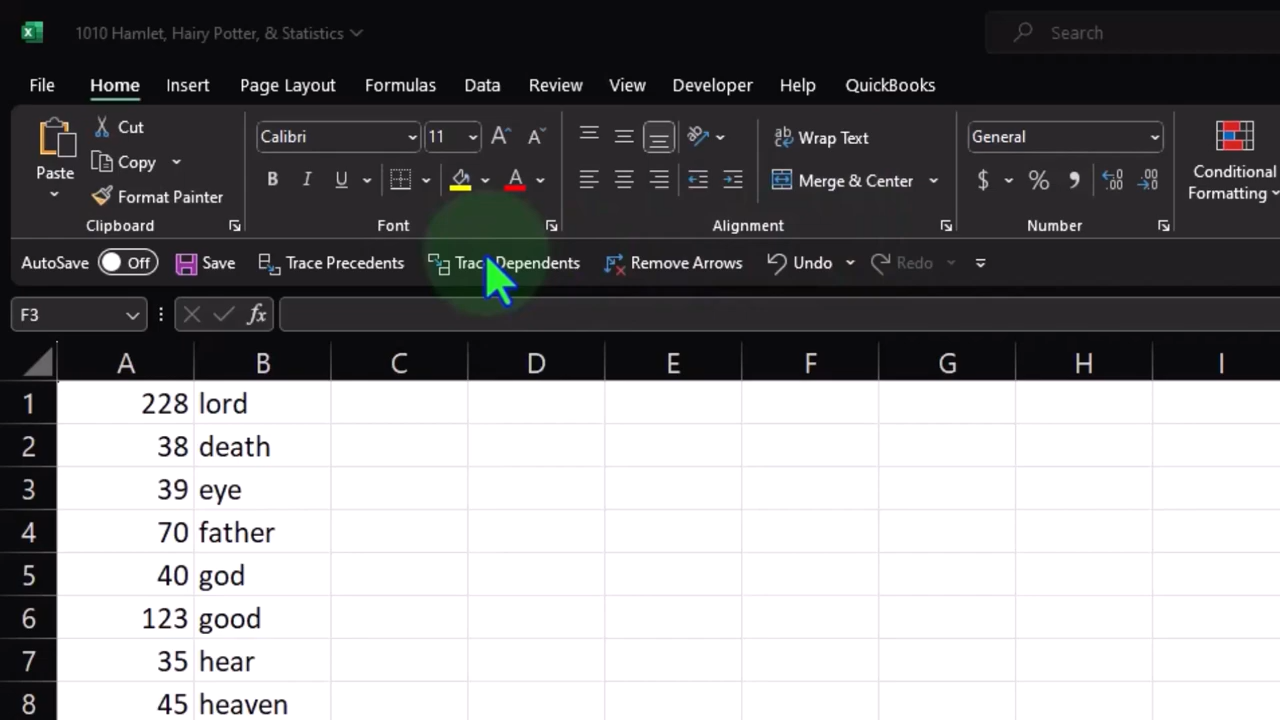 1010 Hamlet, Hairy Potter, & Statistics Search
File Home Insert Page Layout Formulas Data Review View Developer Help QuickBooks
Paste
Cut
Copy
Format Painter
Clipboard
Calibri 11
B I U A
Font
Wrap Text
Merge & Center
Alignment
General
$ %
Number
Conditional
Formatting
AutoSave Off Save Trace Precedents Trace Dependents Remove Arrows Undo Redo
F3 fx
A B C D E F G H I
1 228 lord
2 38 death
3 39 eye
4 70 father
5 40 god
6 123 good
7 35 hear
8 45 heaven